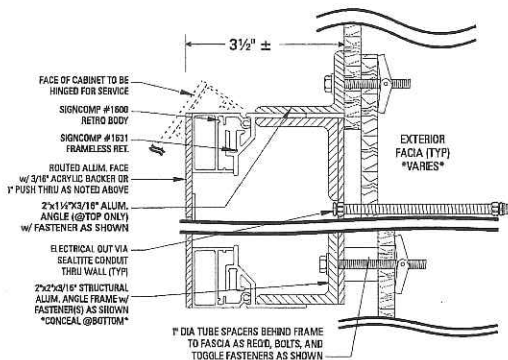 3½" ±
FACE OF CABINET TO BE
HINGED FOR SERVICE
SIGNCOMP #1600
RETRO BODY
SIGNCOMP #1631
FRAMELESS RET.
ROUTED ALUM. FACE
w/ 3/16" ACRYLIC BACKER OR
1" PUSH THRU AS NOTED ABOVE
2"x1½"X3/16" ALUM.
ANGLE (@TOP ONLY)
w/ FASTENER AS SHOWN
ELECTRICAL OUT VIA
SEALTITE CONDUIT
THRU WALL (TYP)
2"x2"x3/16" STRUCTURAL
ALUM. ANGLE FRAME w/
FASTENER(S) AS SHOWN
*CONCEAL @BOTTOM*
EXTERIOR
FACIA (TYP)
*VARIES*
1" DIA TUBE SPACERS BEHIND FRAME
TO FASCIA AS REQ'D, BOLTS, AND
TOGGLE FASTENERS AS SHOWN